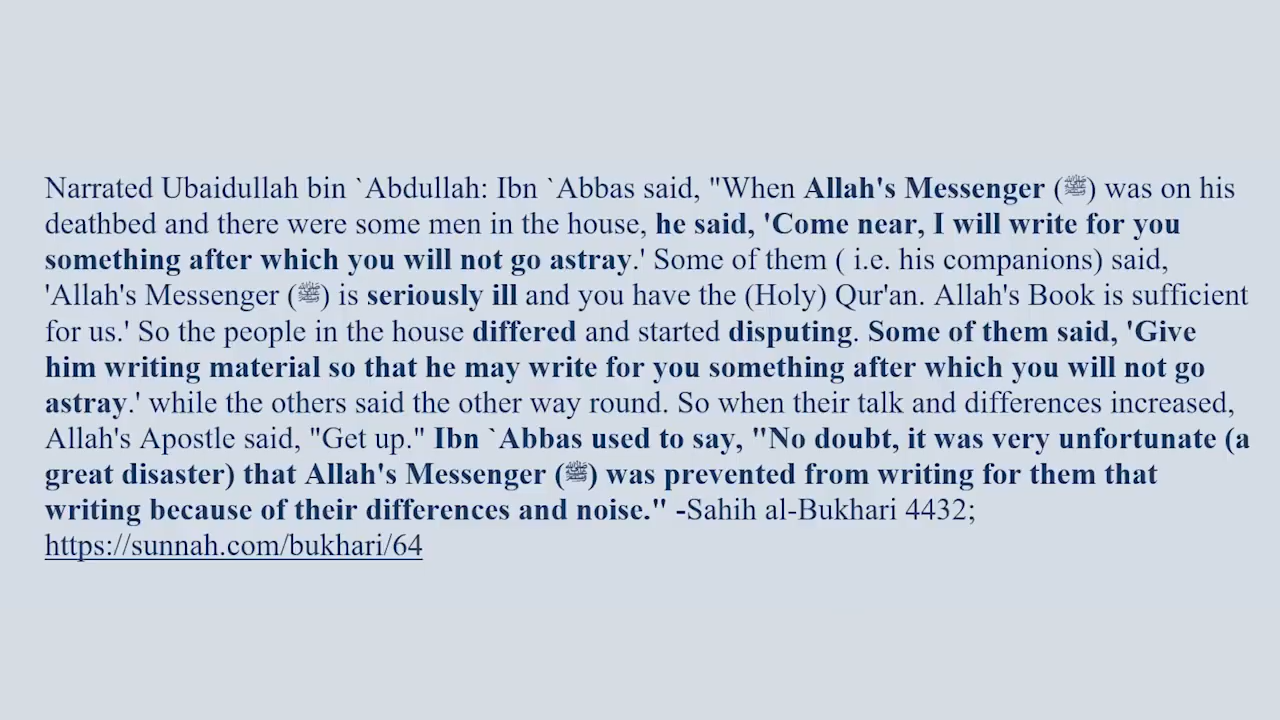 Narrated Ubaidullah bin `Abdullah: Ibn `Abbas said, "When Allah's Messenger (ﷺ) was on his
deathbed and there were some men in the house, he said, 'Come near, I will write for you
something after which you will not go astray.' Some of them ( i.e. his companions) said,
'Allah's Messenger (ﷺ) is seriously ill and you have the (Holy) Qur'an. Allah's Book is sufficient
for us.' So the people in the house differed and started disputing. Some of them said, 'Give
him writing material so that he may write for you something after which you will not go
astray.' while the others said the other way round. So when their talk and differences increased,
Allah's Apostle said, "Get up." Ibn `Abbas used to say, "No doubt, it was very unfortunate (a
great disaster) that Allah's Messenger (ﷺ) was prevented from writing for them that
writing because of their differences and noise." -Sahih al-Bukhari 4432;
https://sunnah.com/bukhari/64